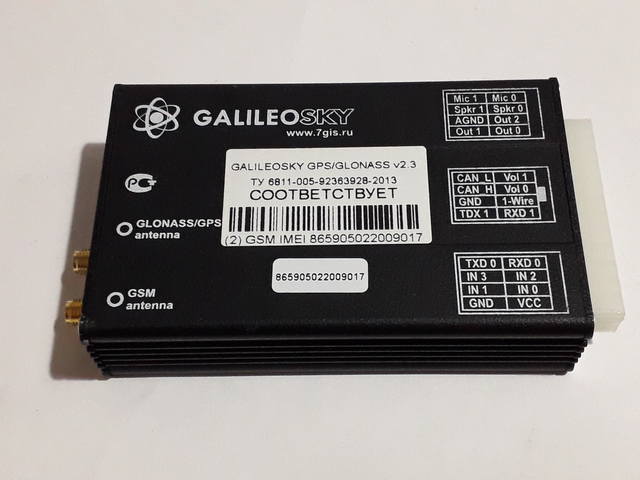 GALILEOSKY
www.7gis.ru
GALILEOSKY GPS/GLONASS v2.3
ТУ 6811-005-92363928-2013
СООТВЕТСТВУЕТ
(2) GSM IMEI 865905022009017
865905022009017
GLONASS/GPS
antenna
GSM
antenna
Mic 1 Mic 0
Spkr 1 Spkr 0
AGND Out 2
Out 1 Out 0
CAN_L Vol 1
CAN_H Vol 0
GND 1-Wire
TDX 1 RXD 1
TXD 0 RXD 0
IN 3 IN 2
IN 1 IN 0
GND VCC